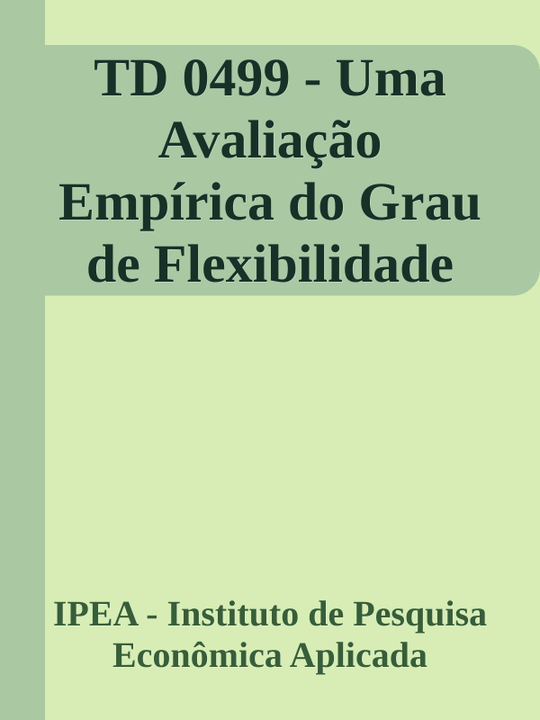 TD 0499 - Uma
Avaliação
Empírica do Grau
de Flexibilidade
IPEA - Instituto de Pesquisa
Econômica Aplicada